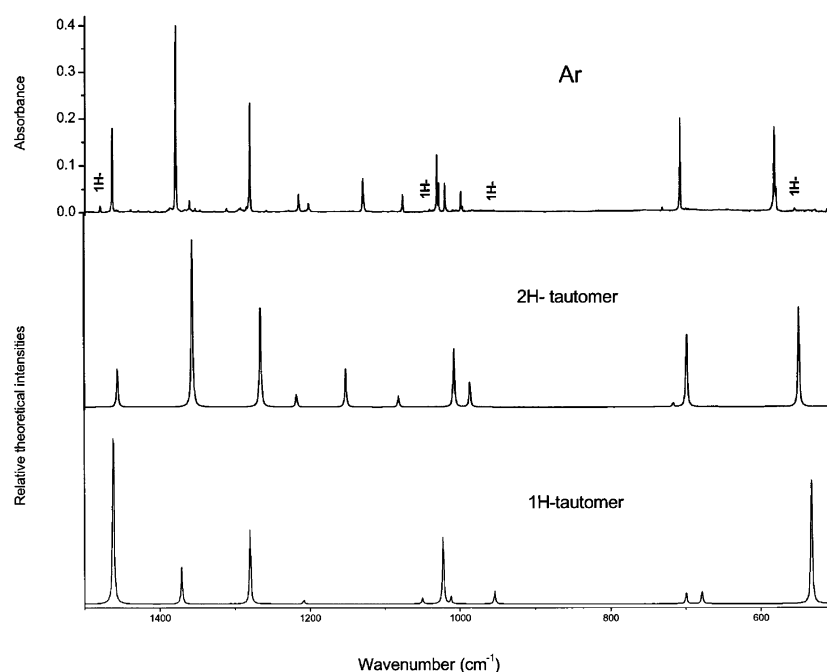 0.4
0.3
0.2
0.1
0.0
Absorbance
Ar
1H-
1H-
1H-
1H-
2H- tautomer
Relative theoretical intensities
1H-tautomer
1400
1200
1000
800
600
Wavenumber (cm⁻¹)